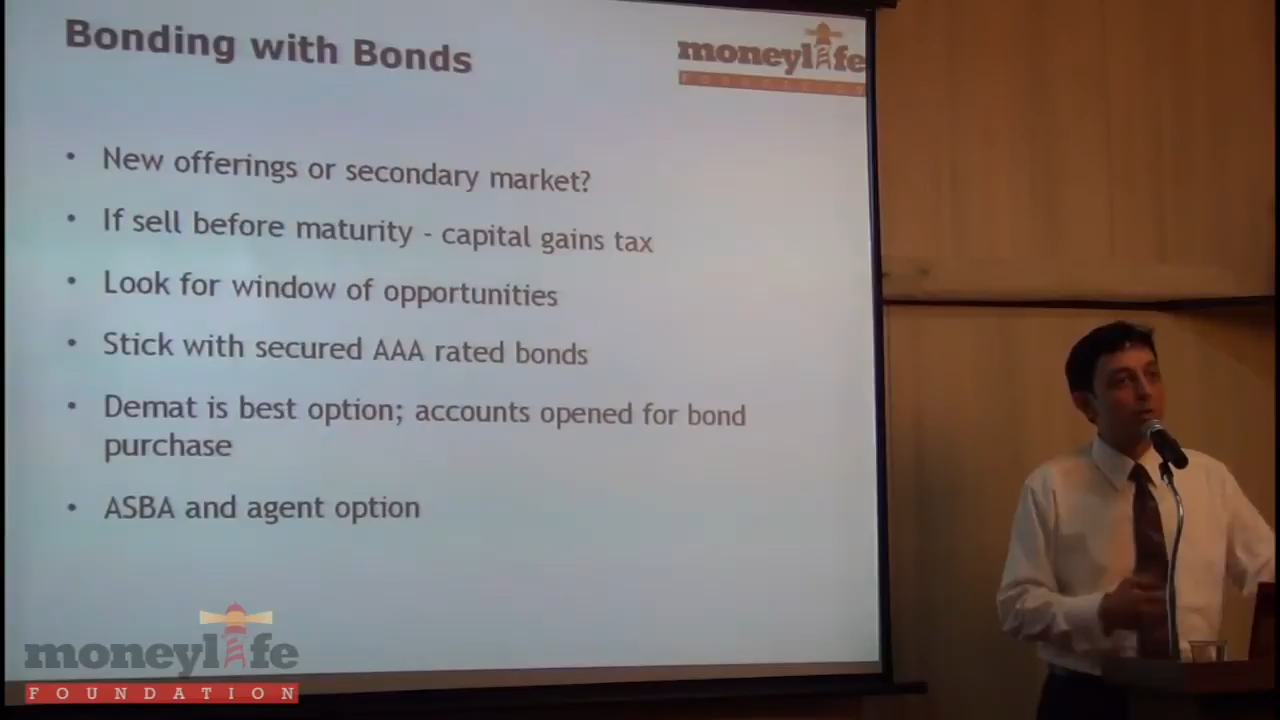 Bonding with Bonds
moneylife
FOUNDATION
• New offerings or secondary market?
• If sell before maturity - capital gains tax
• Look for window of opportunities
• Stick with secured AAA rated bonds
• Demat is best option; accounts opened for bond
purchase
• ASBA and agent option
moneylife
FOUNDATION